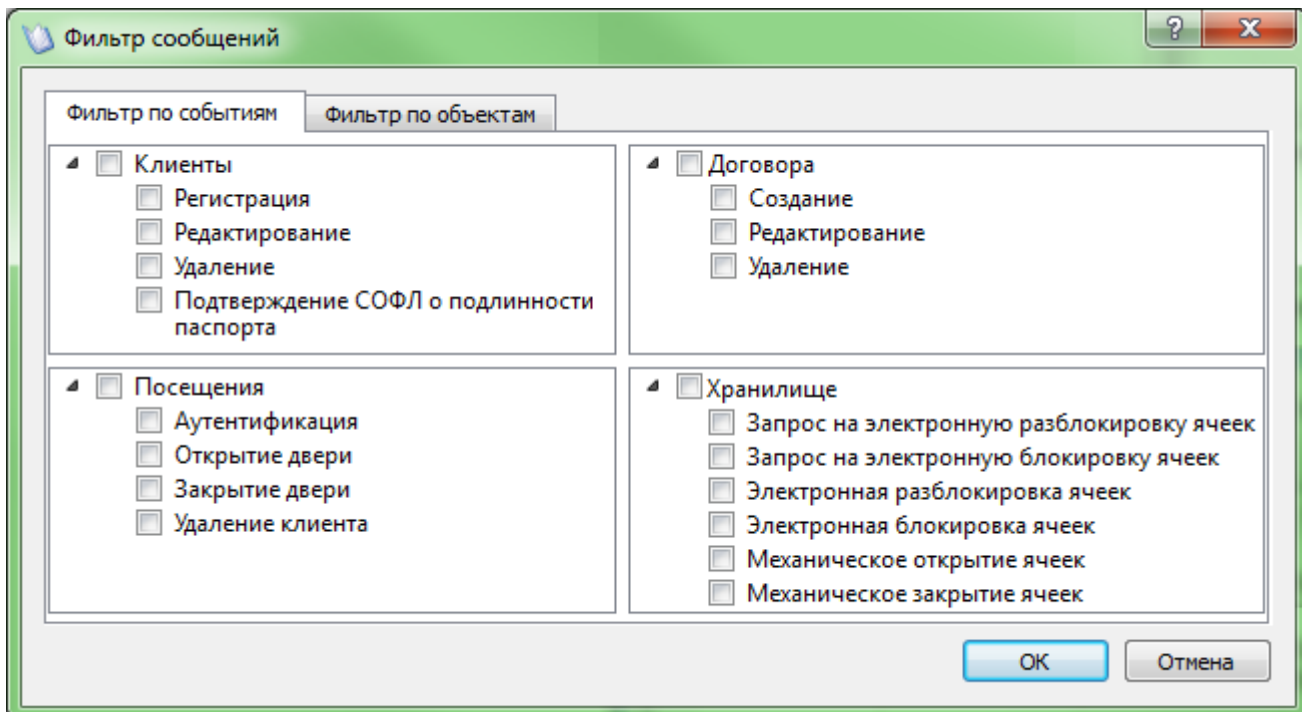 Фильтр сообщений
Фильтр по событиям
Фильтр по объектам
Клиенты
Регистрация
Редактирование
Удаление
Подтверждение СОФЛ о подлинности
паспорта
Договора
Создание
Редактирование
Удаление
Посещения
Аутентификация
Открытие двери
Закрытие двери
Удаление клиента
Хранилище
Запрос на электронную разблокировку ячеек
Запрос на электронную блокировку ячеек
Электронная разблокировка ячеек
Электронная блокировка ячеек
Механическое открытие ячеек
Механическое закрытие ячеек
ОК
Отмена